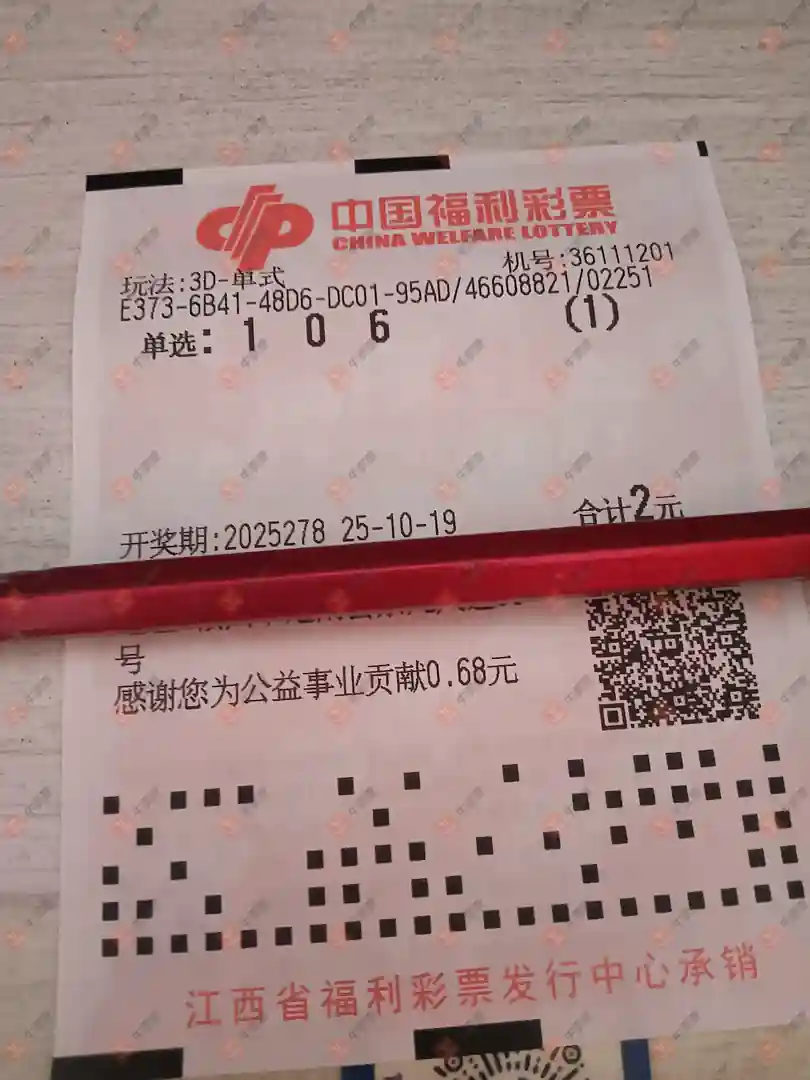 中国福利彩票
CHINA WELFARE LOTTERY
玩法:3D-单式 机号:36111201
E373-6B41-48D6-DC01-95AD/46608821/02251
单选: 1 0 6 (1)
开奖期:2025278 25-10-19 合计2元
号
感谢您为公益事业贡献0.68元
江西省福利彩票发行中心承销